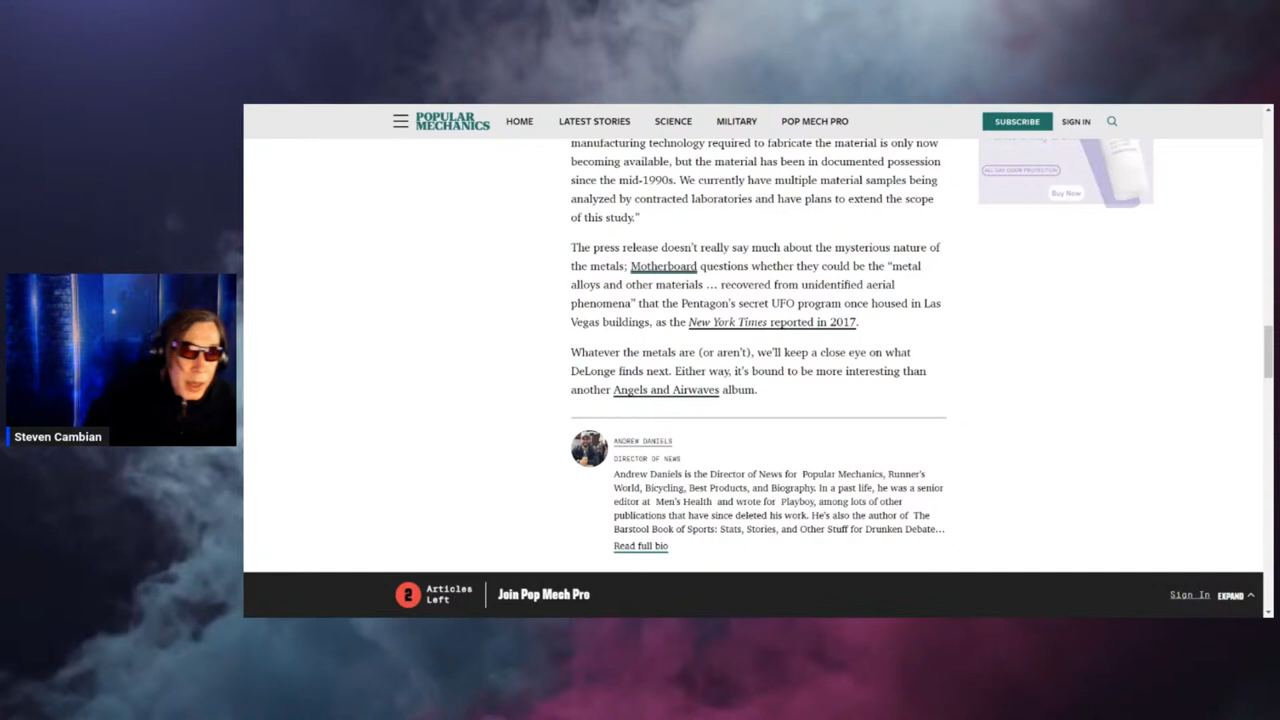 POPULAR
MECHANICS
HOME
LATEST STORIES
SCIENCE
MILITARY
POP MECH PRO
SUBSCRIBE
SIGN IN
manufacturing technology required to fabricate the material is only now
becoming available, but the material has been in documented possession
since the mid-1990s. We currently have multiple material samples being
analyzed by contracted laboratories and have plans to extend the scope
of this study.”
Buy Now
The press release doesn’t really say much about the mysterious nature of
the metals; Motherboard questions whether they could be the “metal
alloys and other materials … recovered from unidentified aerial
phenomena” that the Pentagon’s secret UFO program once housed in Las
Vegas buildings, as the New York Times reported in 2017.
Whatever the metals are (or aren’t), we’ll keep a close eye on what
DeLonge finds next. Either way, it’s bound to be more interesting than
another Angels and Airwaves album.
Steven Cambian
ANDREW DANIELS
DIRECTOR OF NEWS
Andrew Daniels is the Director of News for Popular Mechanics, Runner's
World, Bicycling, Best Products, and Biography. In a past life, he was a senior
editor at Men's Health and wrote for Playboy, among lots of other
publications that have since deleted his work. He's also the author of The
Barstool Book of Sports: Stats, Stories, and Other Stuff for Drunken Debate…
Read full bio
2
Articles
Left
Join Pop Mech Pro
Sign In
EXPAND